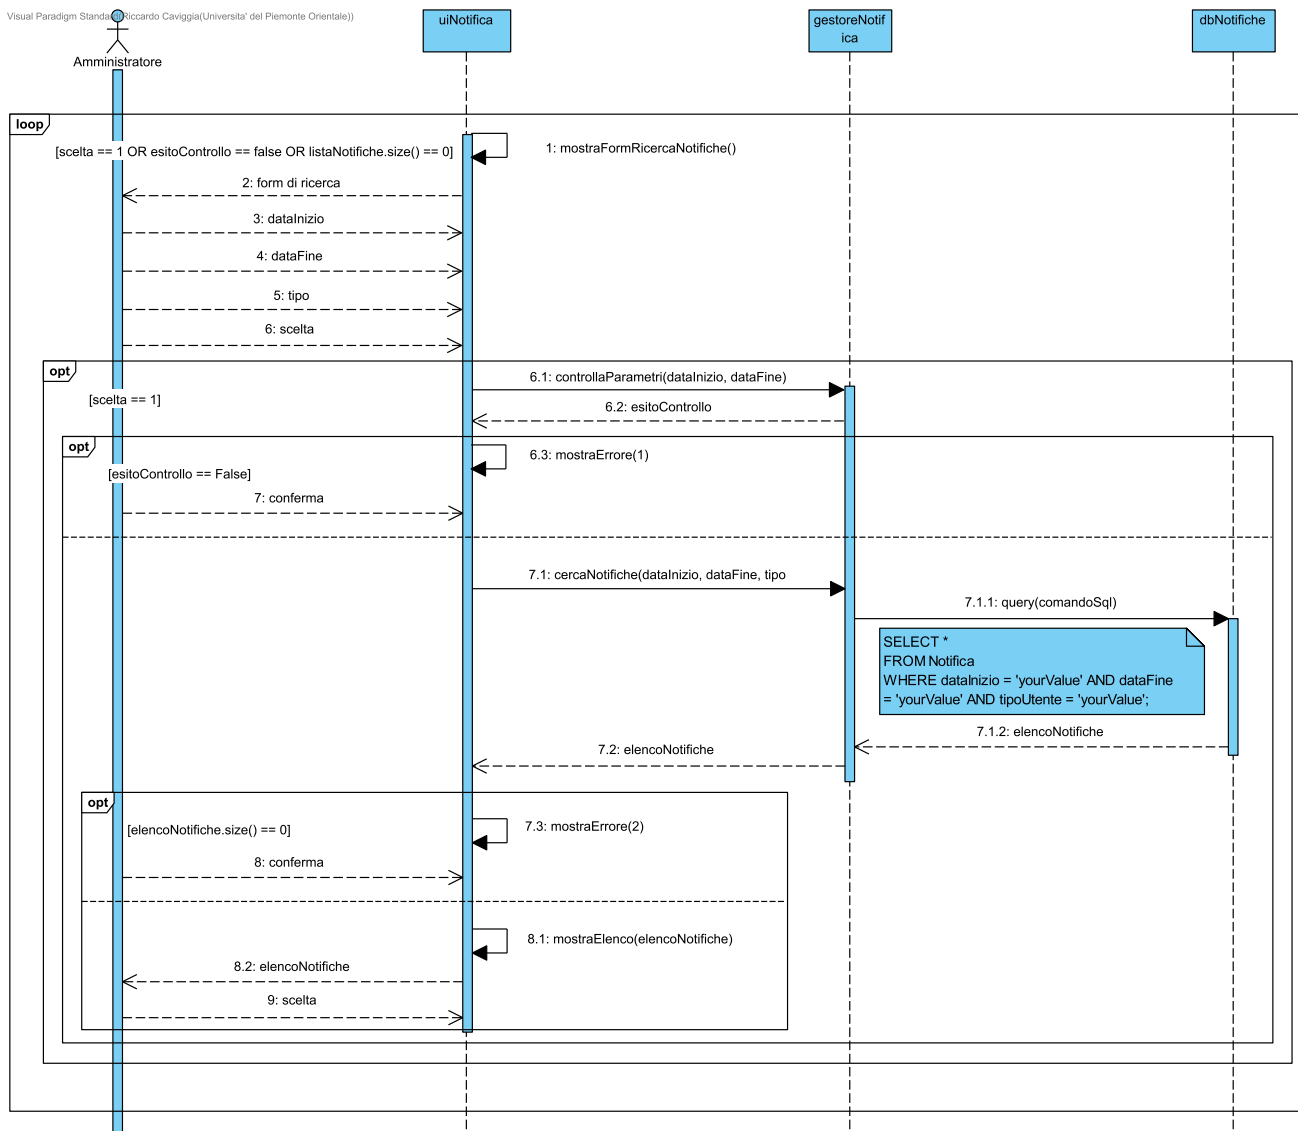 Visual Paradigm Standard(Riccardo Caviggia(Universita' del Piemonte Orientale))
Amministratore
uiNotifica
gestoreNotif
ica
dbNotifiche
loop
[scelta == 1 OR esitoControllo == false OR listaNotifiche.size() == 0]
1: mostraFormRicercaNotifiche()
2: form di ricerca
3: dataInizio
4: dataFine
5: tipo
6: scelta
opt
[scelta == 1]
6.1: controllaParametri(dataInizio, dataFine)
6.2: esitoControllo
opt
[esitoControllo == False]
6.3: mostraErrore(1)
7: conferma
7.1: cercaNotifiche(dataInizio, dataFine, tipo
7.1.1: query(comandoSql)
SELECT *
FROM Notifica
WHERE dataInizio = 'yourValue' AND dataFine
= 'yourValue' AND tipoUtente = 'yourValue';
7.1.2: elencoNotifiche
7.2: elencoNotifiche
opt
[elencoNotifiche.size() == 0]
7.3: mostraErrore(2)
8: conferma
8.1: mostraElenco(elencoNotifiche)
8.2: elencoNotifiche
9: scelta